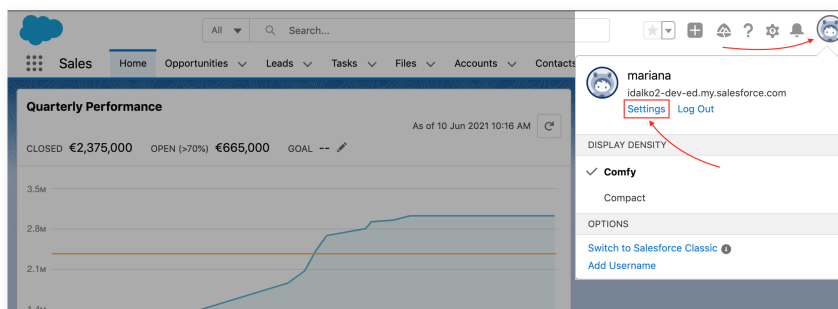 All
Search...
Sales
Home
Opportunities
Leads
Tasks
Files
Accounts
Contacts
Quarterly Performance
As of 10 Jun 2021 10:16 AM
CLOSED €2,375,000 OPEN (>70%) €665,000 GOAL --
3.5M
2.8M
2.1M
1.4M
mariana
idalko2-dev-ed.my.salesforce.com
Settings Log Out
DISPLAY DENSITY
Comfy
Compact
OPTIONS
Switch to Salesforce Classic
Add Username